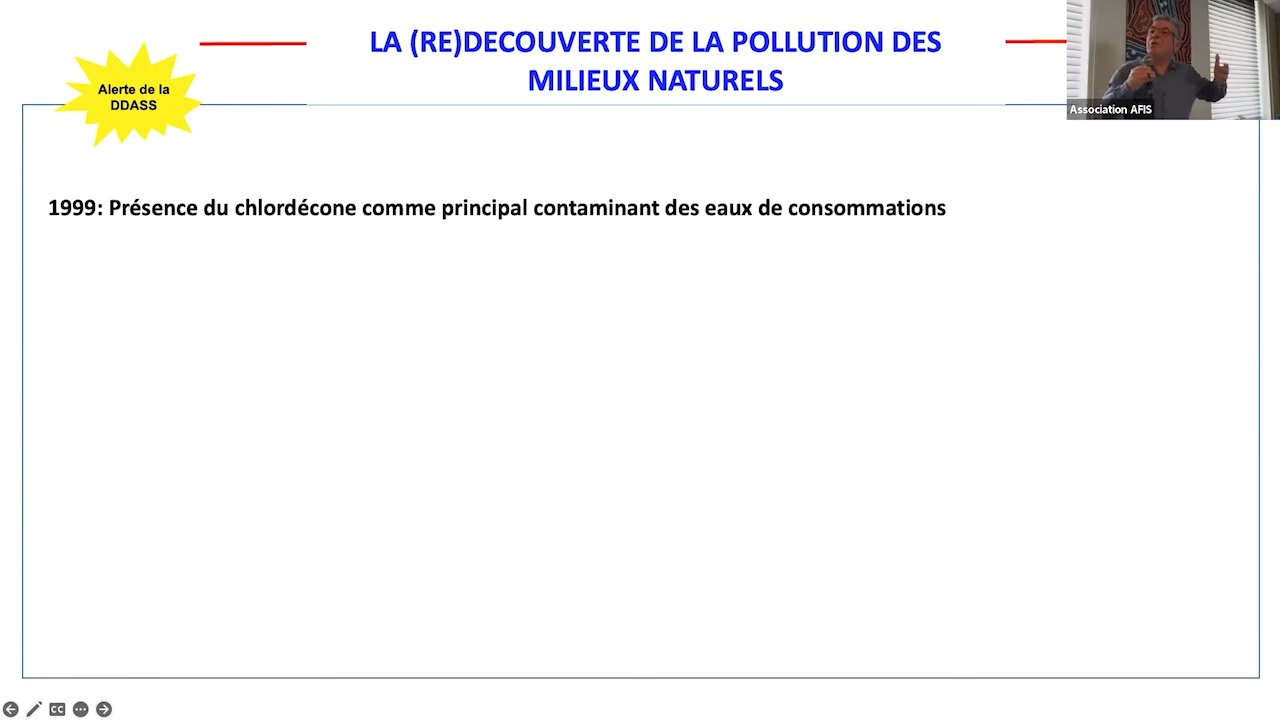 LA (RE)DECOUVERTE DE LA POLLUTION DES
MILIEUX NATURELS
Alerte de la
DDASS
Association AFIS
1999: Présence du chlordécone comme principal contaminant des eaux de consommations
CC